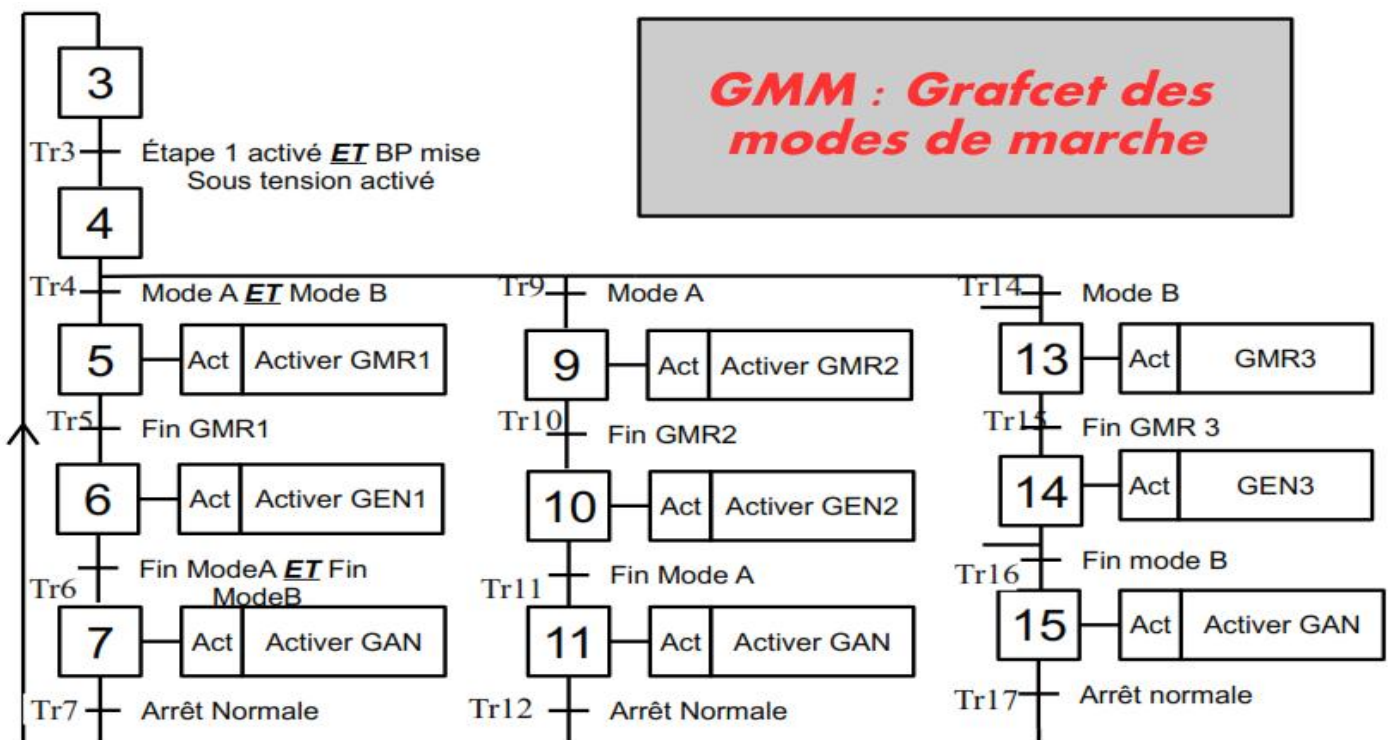 GMM : Grafcet des
modes de marche
3
Tr3
Étape 1 activé ET BP mise
Sous tension activé
4
Tr4
Mode A ET Mode B
Tr9
Mode A
Tr14
Mode B
5
Act
Activer GMR1
9
Act
Activer GMR2
13
Act
GMR3
Tr5
Fin GMR1
Tr10
Fin GMR2
Tr15
Fin GMR 3
6
Act
Activer GEN1
10
Act
Activer GEN2
14
Act
GEN3
Tr6
Fin ModeA ET Fin
ModeB
Tr11
Fin Mode A
Tr16
Fin mode B
7
Act
Activer GAN
11
Act
Activer GAN
15
Act
Activer GAN
Tr7
Arrêt Normale
Tr12
Arrêt Normale
Tr17
Arrêt normale